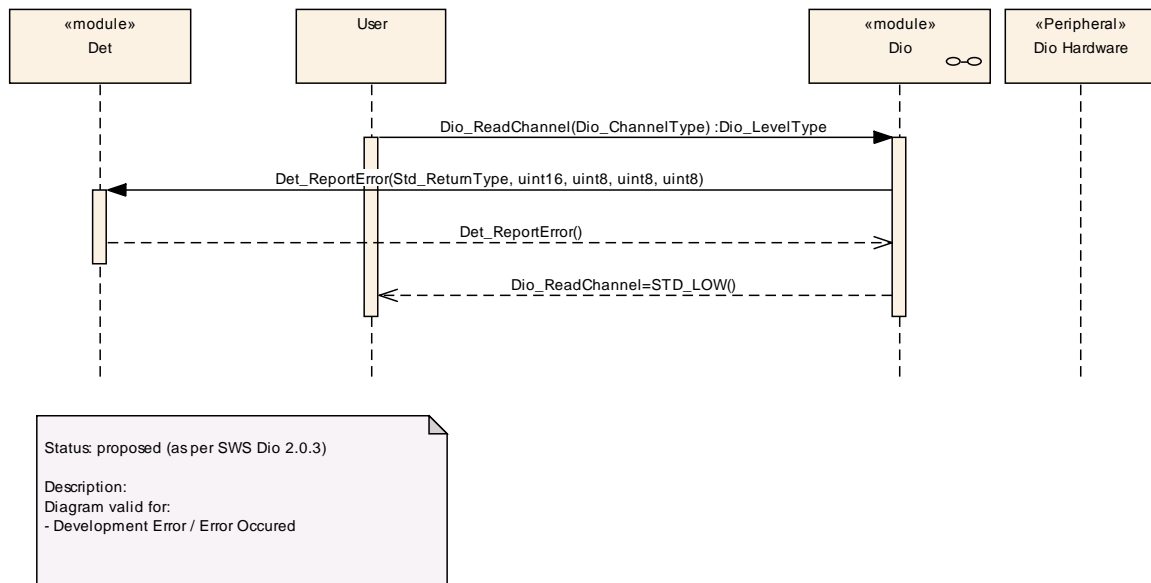 «module»
Det
User
«module»
Dio
«Peripheral»
Dio Hardware
Dio_ReadChannel(Dio_ChannelType) :Dio_LevelType
Det_ReportError(Std_ReturnType, uint16, uint8, uint8, uint8)
Det_ReportError()
Dio_ReadChannel=STD_LOW()
Status: proposed (as per SWS Dio 2.0.3)
Description:
Diagram valid for:
- Development Error / Error Occured